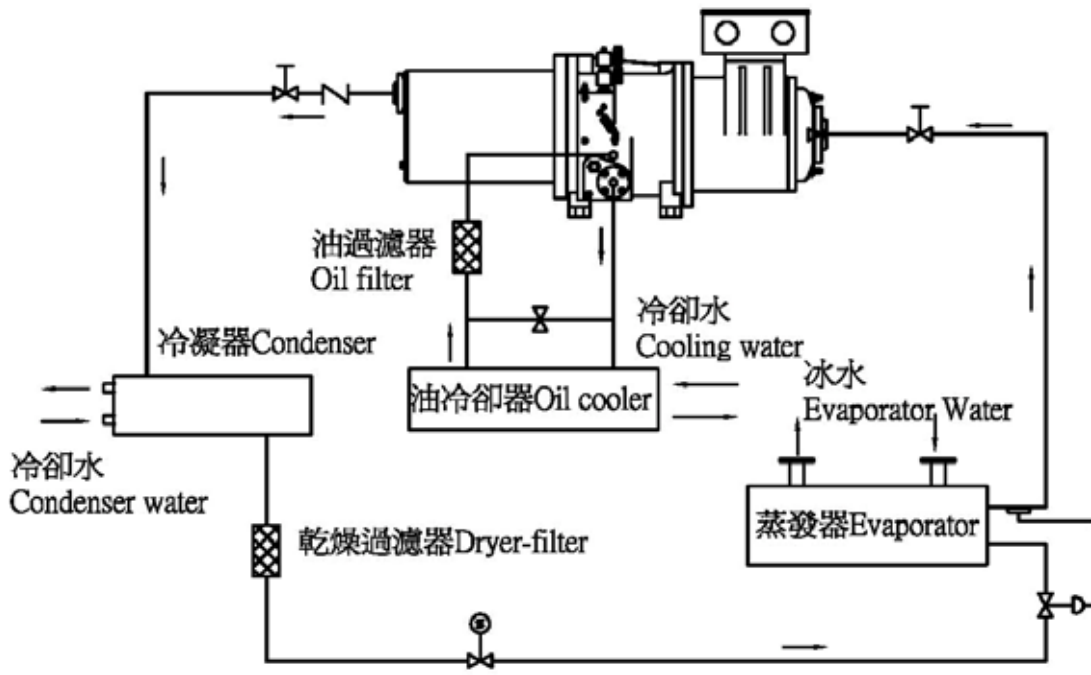 油過濾器
Oil filter
冷卻水
Cooling water
冷凝器Condenser
油冷卻器Oil cooler
冰水
Evaporator Water
冷卻水
Condenser water
蒸發器Evaporator
乾燥過濾器Dryer-filter
S